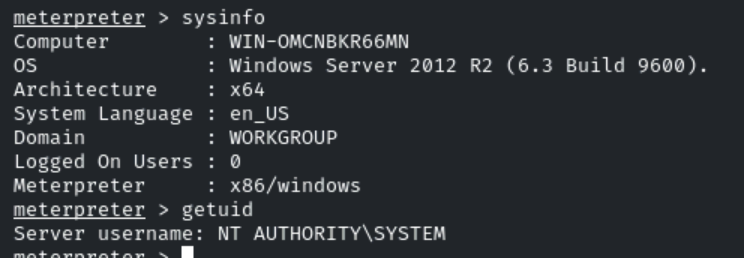 meterpreter > sysinfo
Computer        : WIN-OMCNBKR66MN
OS              : Windows Server 2012 R2 (6.3 Build 9600).
Architecture    : x64
System Language : en_US
Domain          : WORKGROUP
Logged On Users : 0
Meterpreter     : x86/windows
meterpreter > getuid
Server username: NT AUTHORITY\SYSTEM
meterpreter >